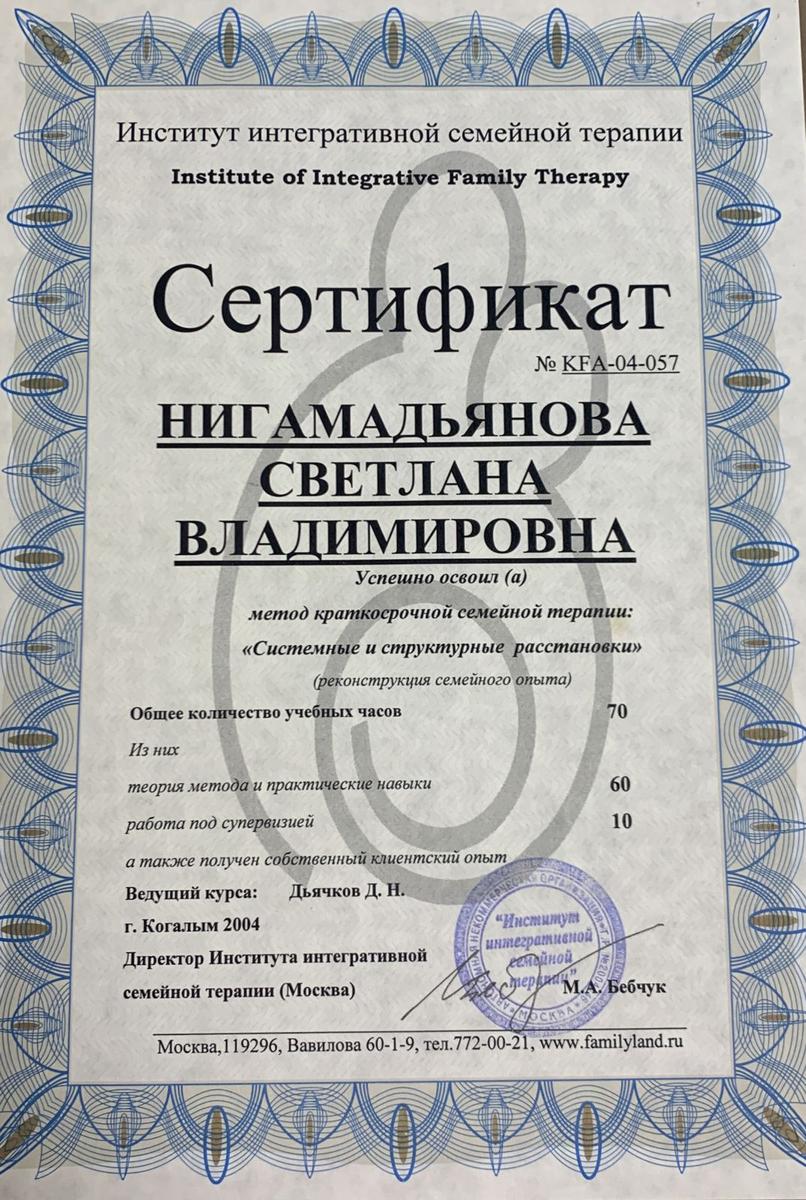 Институт интегративной семейной терапии
Institute of Integrative Family Therapy
Сертификат
№ KFA-04-057
НИГАМАДЬЯНОВА
СВЕТЛАНА
ВЛАДИМИРОВНА
Успешно освоил (а)
метод краткосрочной семейной терапии:
«Системные и структурные расстановки»
(реконструкция семейного опыта)
Общее количество учебных часов 70
Из них
теория метода и практические навыки 60
работа под супервизией 10
а также получен собственный клиентский опыт
Ведущий курса: Дьячков Д. Н.
г. Когалым 2004
Директор Института интегративной
семейной терапии (Москва) М.А. Бебчук
"Институт
интегративной
семейной
терапии"
МОСКВА
Москва,119296, Вавилова 60-1-9, тел.772-00-21, www.familyland.ru